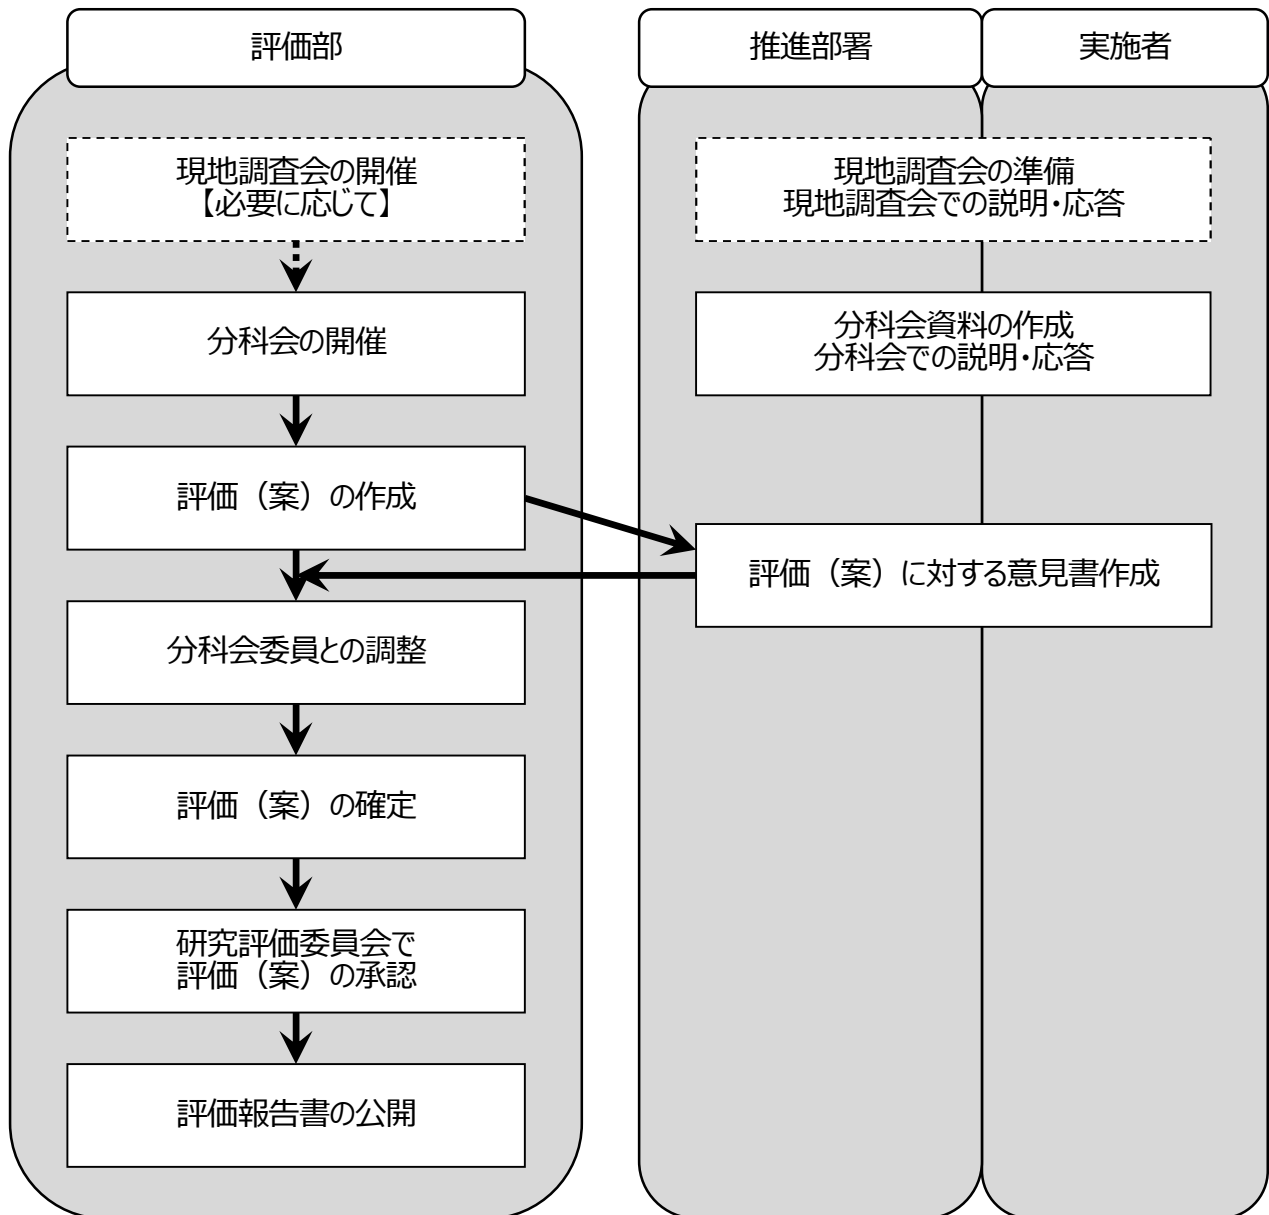 評価部
推進部署
実施者
現地調査会の開催
【必要に応じて】
現地調査会の準備
現地調査会での説明・応答
分科会の開催
分科会資料の作成
分科会での説明・応答
評価（案）の作成
評価（案）に対する意見書作成
分科会委員との調整
評価（案）の確定
研究評価委員会で
評価（案）の承認
評価報告書の公開